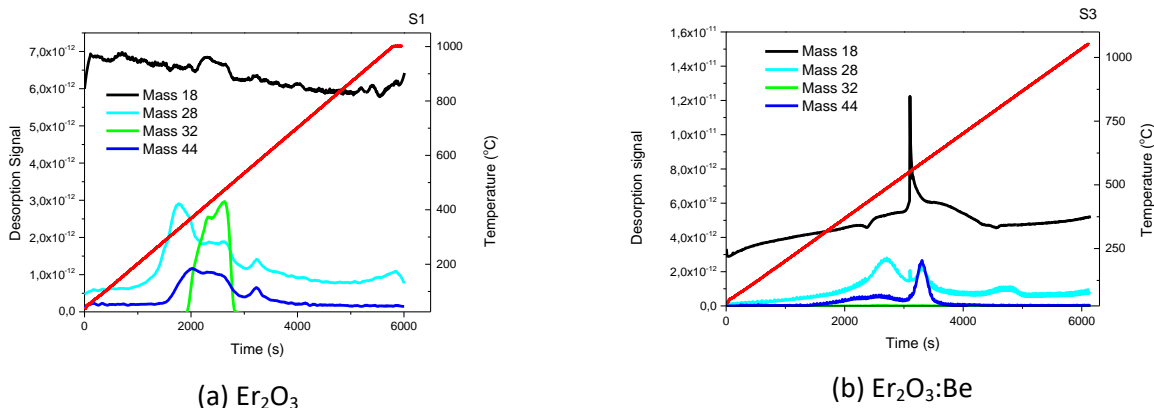 S1
7,0x10⁻¹²
6,0x10⁻¹²
5,0x10⁻¹²
4,0x10⁻¹²
3,0x10⁻¹²
2,0x10⁻¹²
1,0x10⁻¹²
0,0
Desorption Signal
Mass 18
Mass 28
Mass 32
Mass 44
1000
800
600
400
200
Temperature (°C)
0
2000
4000
6000
Time (s)
(a) Er₂O₃
S3
1,6x10⁻¹¹
1,4x10⁻¹¹
1,2x10⁻¹¹
1,0x10⁻¹¹
8,0x10⁻¹²
6,0x10⁻¹²
4,0x10⁻¹²
2,0x10⁻¹²
0,0
Desorption signal
Mass 18
Mass 28
Mass 32
Mass 44
1000
750
500
250
Temperature (°C)
0
2000
4000
6000
Time (s)
(b) Er₂O₃:Be